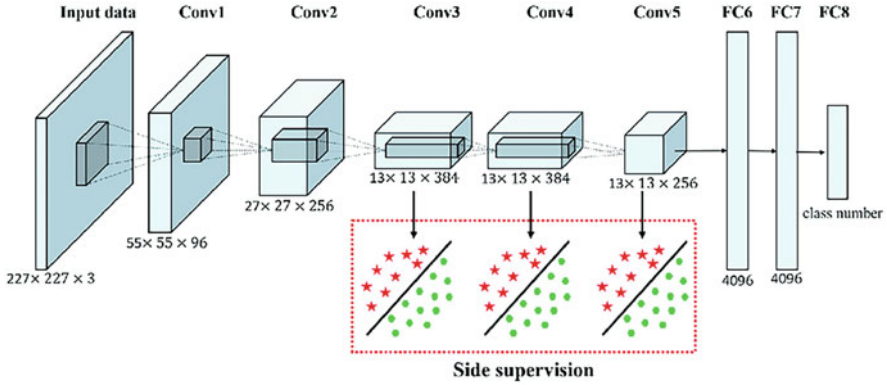 Input data Conv1 Conv2 Conv3 Conv4 Conv5 FC6 FC7 FC8
13× 13 × 384 13× 13 × 384 13× 13 × 256
27× 27 × 256
class number
55× 55 × 96
227× 227 × 3 4096 4096
Side supervision